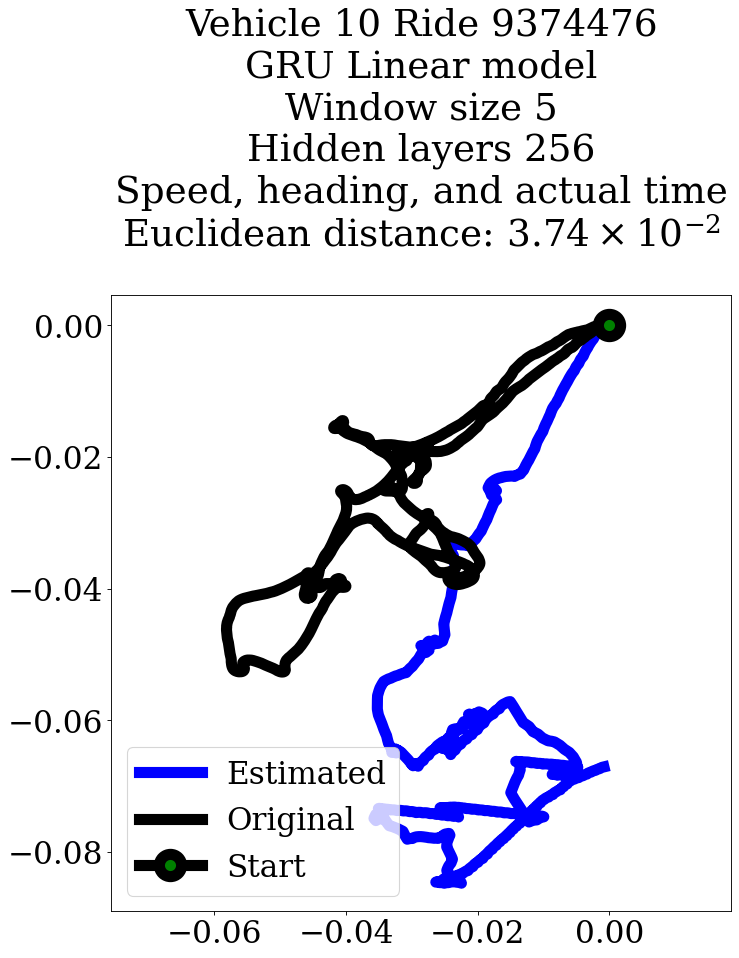 Vehicle 10 Ride 9374476
GRU Linear model
Window size 5
Hidden layers 256
Speed, heading, and actual time
Euclidean distance: 3.74 × 10⁻²
0.00
−0.02
−0.04
−0.06
−0.08
Estimated
Original
Start
−0.06 −0.04 −0.02 0.00